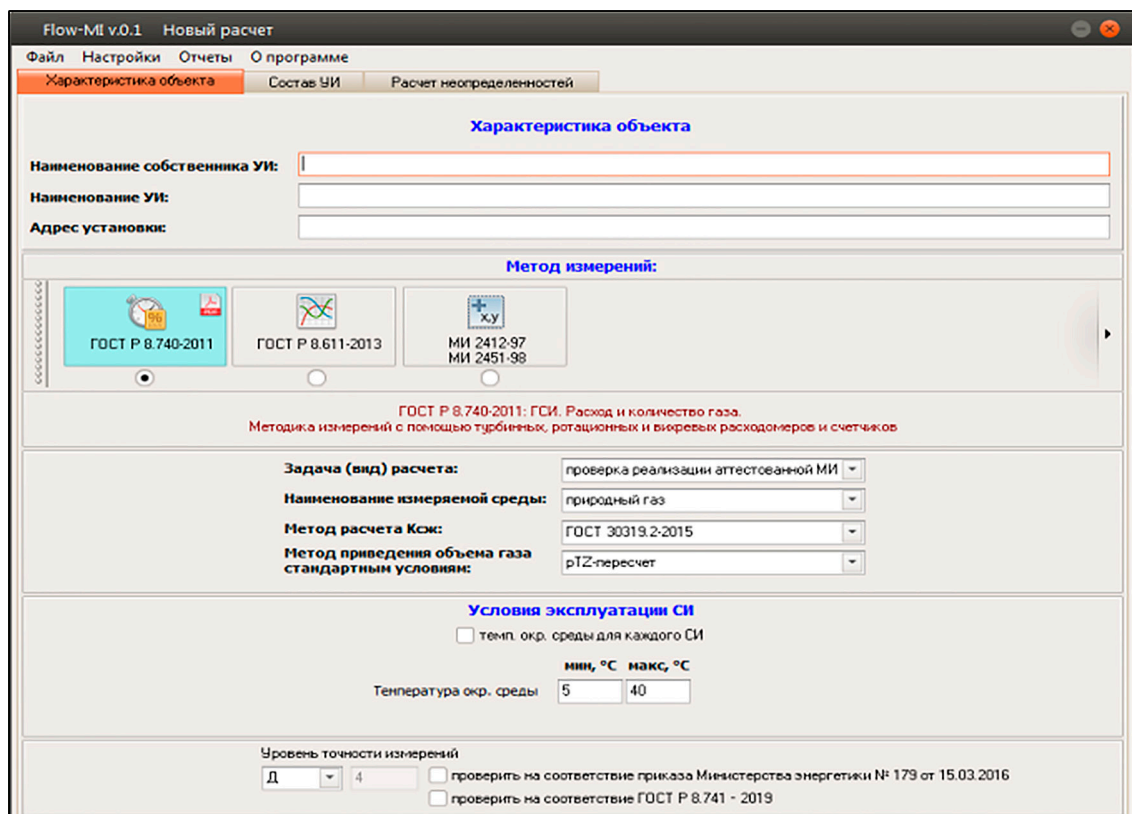 Flow-MI v.0.1 Новый расчет
Файл Настройки Отчеты О программе
Характеристика объекта Состав УИ Расчет неопределенностей
Характеристика объекта
Наименование собственника УИ:
Наименование УИ:
Адрес установки:
Метод измерений:
ГОСТ Р 8.740-2011 ГОСТ Р 8.611-2013 МИ 2412-97
МИ 2451-98
ГОСТ Р 8.740-2011: ГСИ. Расход и количество газа.
Методика измерений с помощью турбинных, ротационных и вихревых расходомеров и счетчиков
Задача (вид) расчета: проверка реализации аттестованной МИ
Наименование измеряемой среды: природный газ
Метод расчета Ксж: ГОСТ 30319.2-2015
Метод приведения объема газа
стандартным условиям: pTZ-пересчет
Условия эксплуатации СИ
темп. окр. среды для каждого СИ
мин, °C макс, °C
Температура окр. среды 5 40
Уровень точности измерений
Д 4 проверить на соответствие приказа Министерства энергетики № 179 от 15.03.2016
проверить на соответствие ГОСТ Р 8.741 - 2019